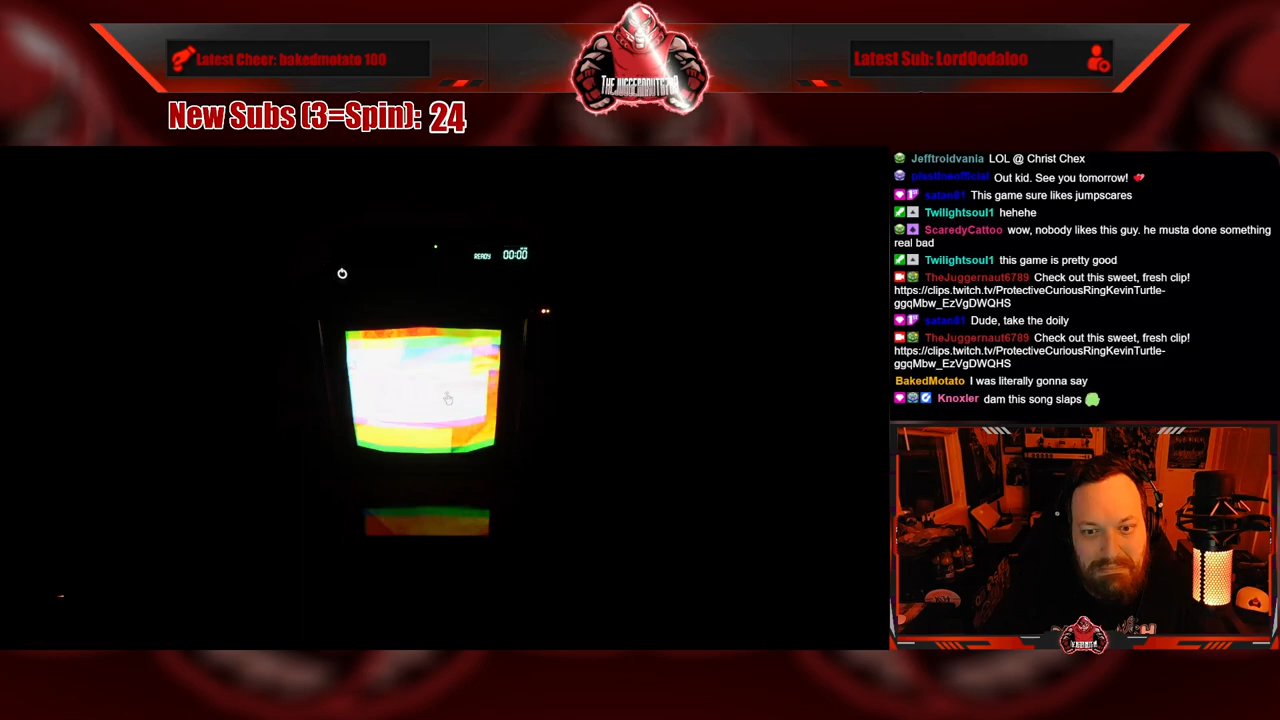 Latest Cheer: bakedmotato 100
Latest Sub: LordOodaloo
New Subs (3=Spin): 24
READY 00:00
Jefftroidvania LOL @ Christ Chex
Out kid. See you tomorrow!
satan81 This game sure likes jumpscares
Twilightsoul1 hehehe
ScaredyCattoo wow, nobody likes this guy. he musta done something
real bad
Twilightsoul1 this game is pretty good
TheJuggernaut6789 Check out this sweet, fresh clip!
https://clips.twitch.tv/ProtectiveCuriousRingKevinTurtle-
ggqMbw_EzVgDWQHS
satan81 Dude, take the doily
TheJuggernaut6789 Check out this sweet, fresh clip!
https://clips.twitch.tv/ProtectiveCuriousRingKevinTurtle-
ggqMbw_EzVgDWQHS
BakedMotato I was literally gonna say
Knoxler dam this song slaps